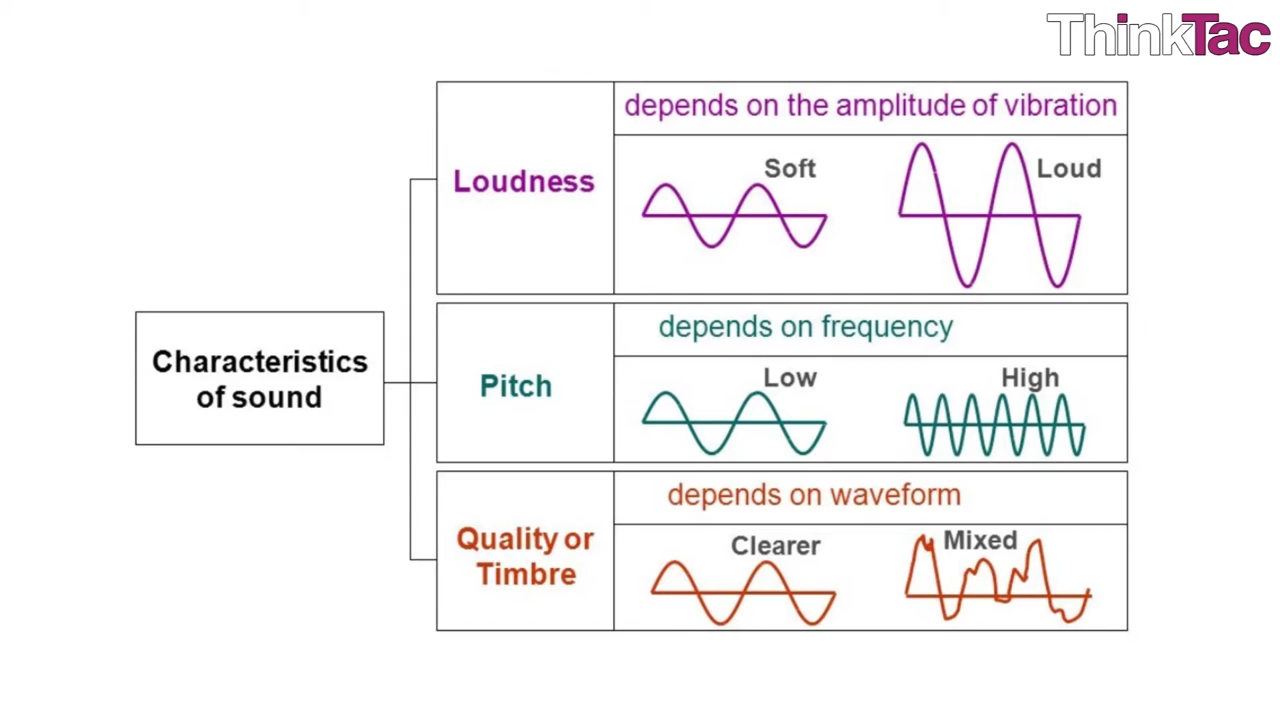 ThinkTac
depends on the amplitude of vibration
Loudness
Soft
Loud
depends on frequency
Characteristics
of sound
Pitch
Low
High
depends on waveform
Quality or
Timbre
Clearer
Mixed